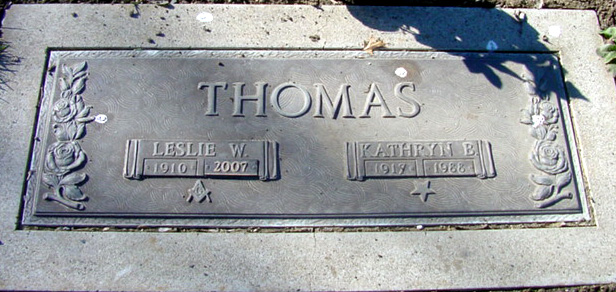 THOMAS
LESLIE W. KATHRYN B.
1910 2007 1917 1988